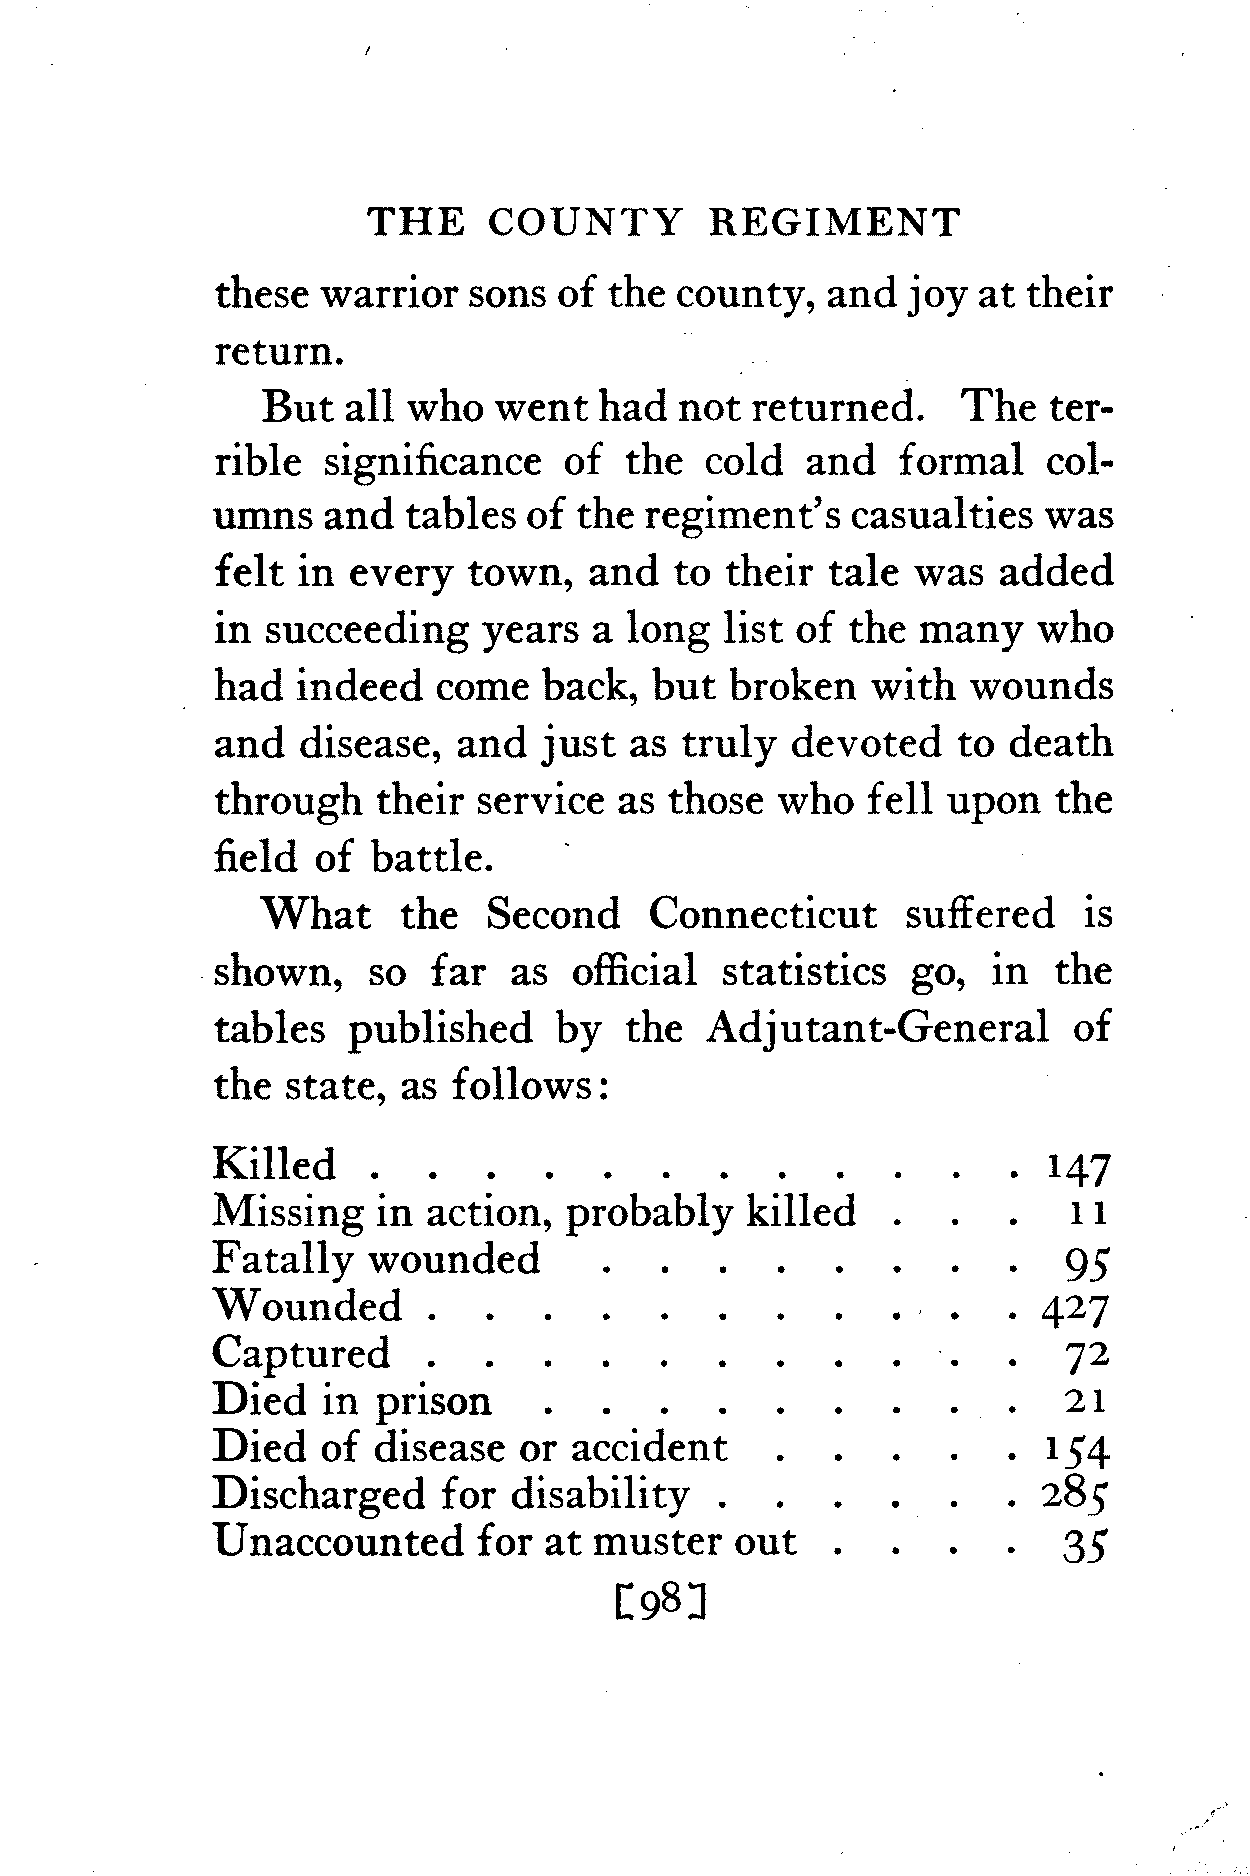 THE COUNTY REGIMENT
these warrior sons of the county, and joy at their
return.
But all who went had not returned. The ter-
rible significance of the cold and formal col-
umns and tables of the regiment's casualties was
felt in every town, and to their tale was added
in succeeding years a long list of the many who
had indeed come back, but broken with wounds
and disease, and just as truly devoted to death
through their service as those who fell upon the
field of battle.
What the Second Connecticut suffered is
shown, so far as official statistics go, in the
tables published by the Adjutant-General of
the state, as follows:
Killed . . . . . . . . . . . . 147
Missing in action, probably killed . . . 11
Fatally wounded . . . . . . . . 95
Wounded . . . . . . . . . . . 427
Captured . . . . . . . . . . . 72
Died in prison . . . . . . . . . 21
Died of disease or accident . . . . . 154
Discharged for disability . . . . . . 285
Unaccounted for at muster out . . . . 35
[98]